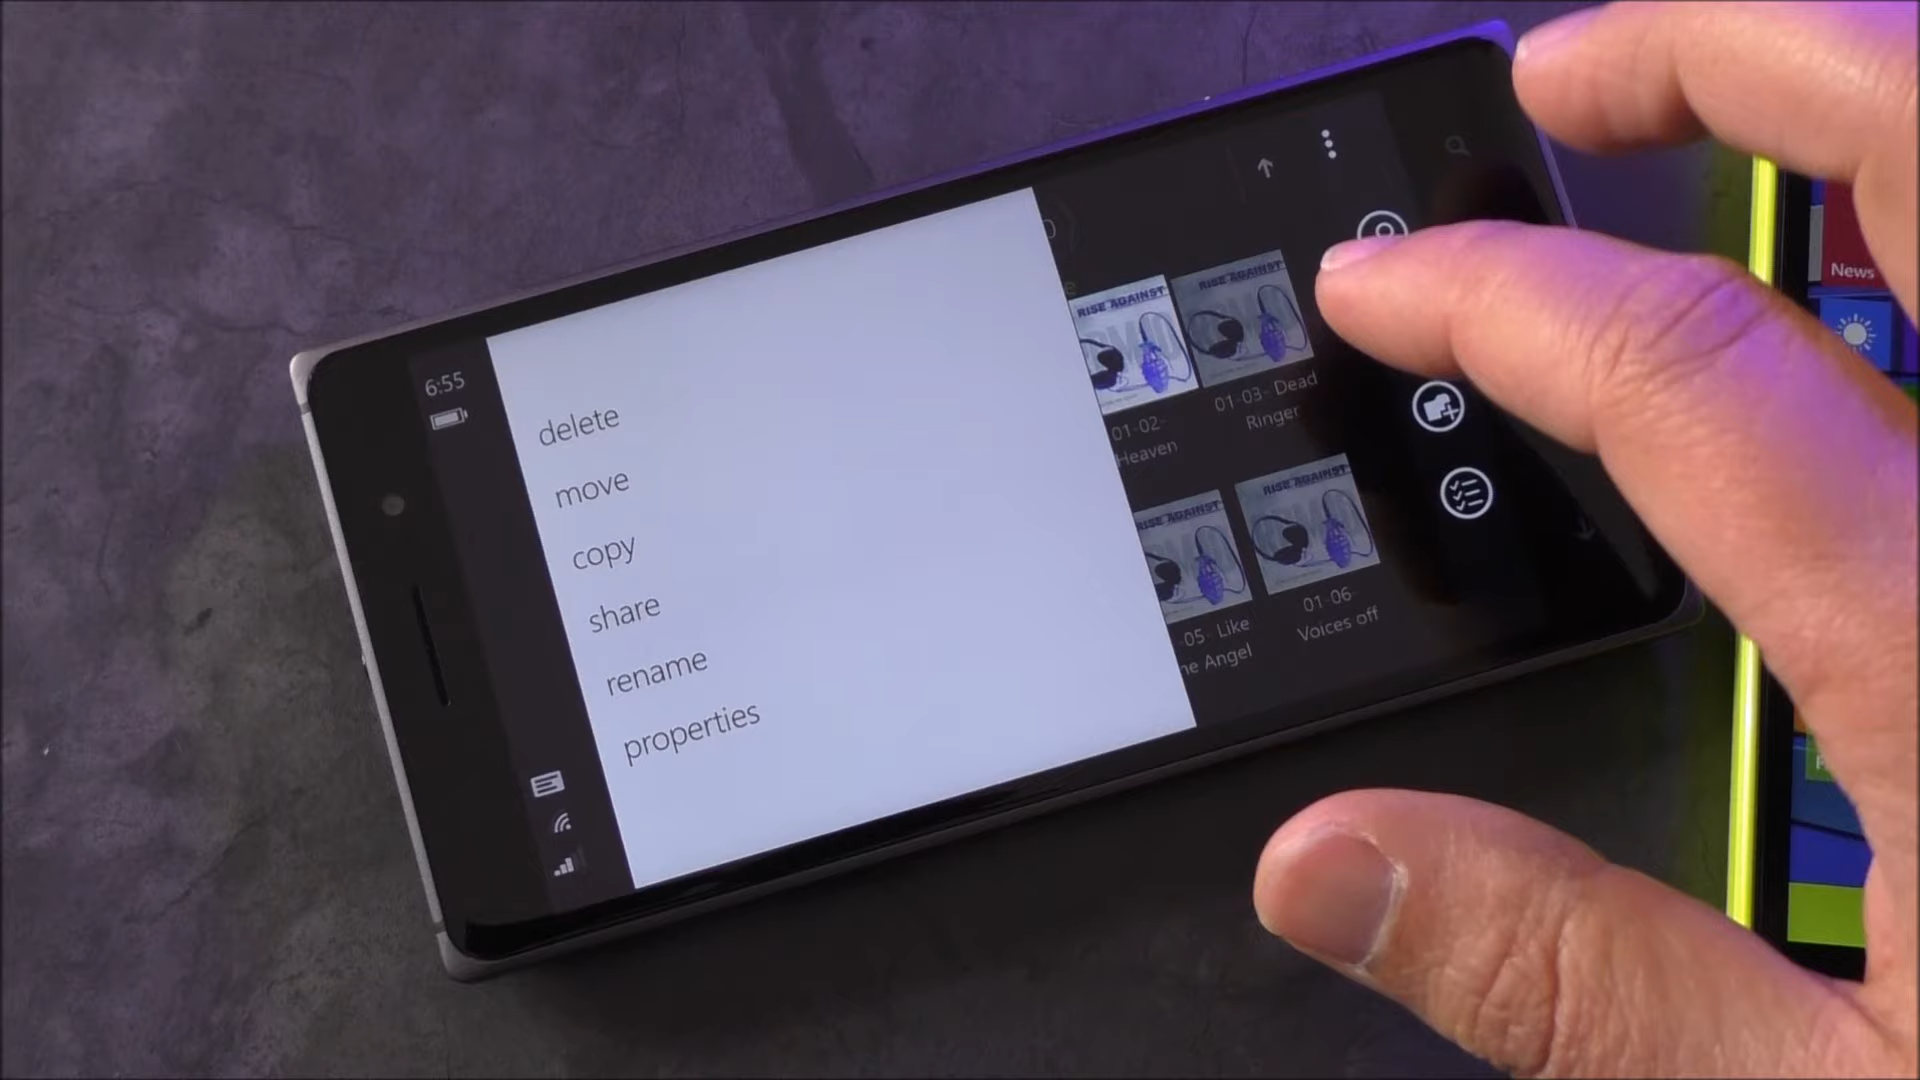 6:55
delete
move
copy
share
rename
properties
RISE AGAINST
RISE AGAINST
01-02-
Heaven
01-03- Dead
Ringer
RISE AGAINST
RISE AGAINST
-05- Like
Angel
01-06-
Voices off
News